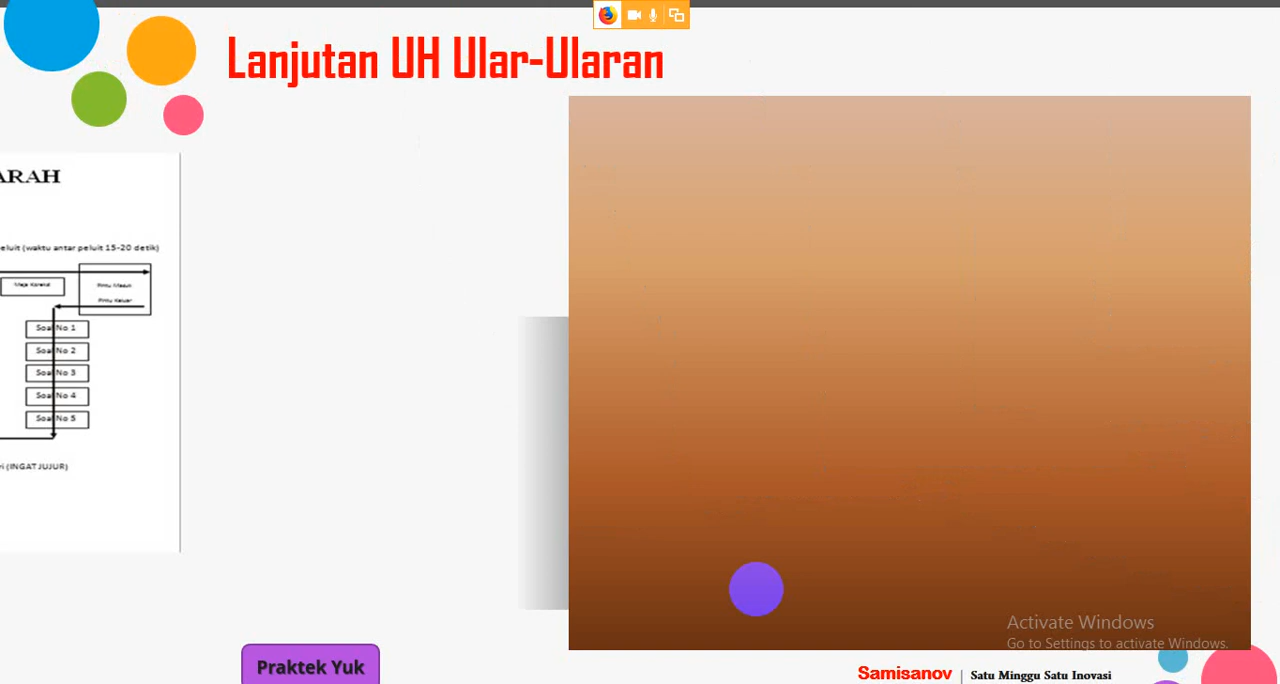 Lanjutan UH Ular-Ularan
ARAH
eluit (waktu antar peluit 15-20 detik)
Meja Koreksi
Pintu Masuk
Pintu Keluar
Soal No 1
Soal No 2
Soal No 3
Soal No 4
Soal No 5
ri (INGAT JUJUR)
Praktek Yuk
Activate Windows
Go to Settings to activate Windows.
Samisanov | Satu Minggu Satu Inovasi